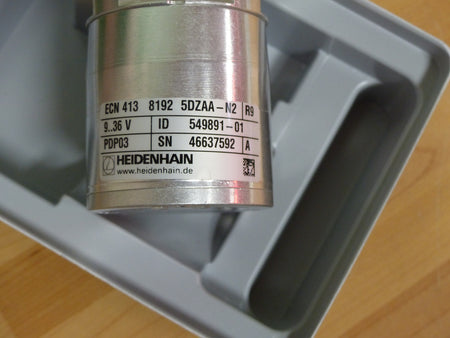 ECN 413 8192 5DZAA-N2 R9
9..36 V ID 549891-01
PDP03 SN 46637592 A
HEIDENHAIN
www.heidenhain.de